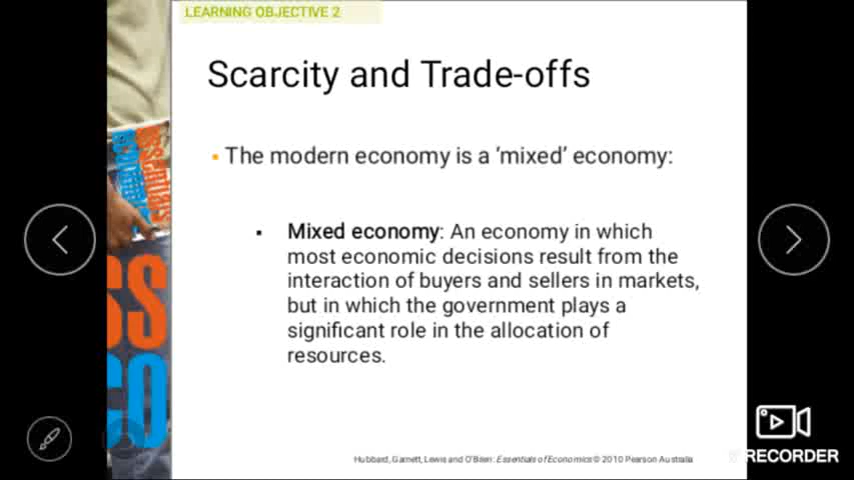 LEARNING OBJECTIVE 2
Scarcity and Trade-offs
▪ The modern economy is a ‘mixed’ economy:
▪ Mixed economy: An economy in which
most economic decisions result from the
interaction of buyers and sellers in markets,
but in which the government plays a
significant role in the allocation of
resources.
Hubbard, Garnett, Lewis and O'Brien: Essentials of Economics © 2010 Pearson Australia
RECORDER